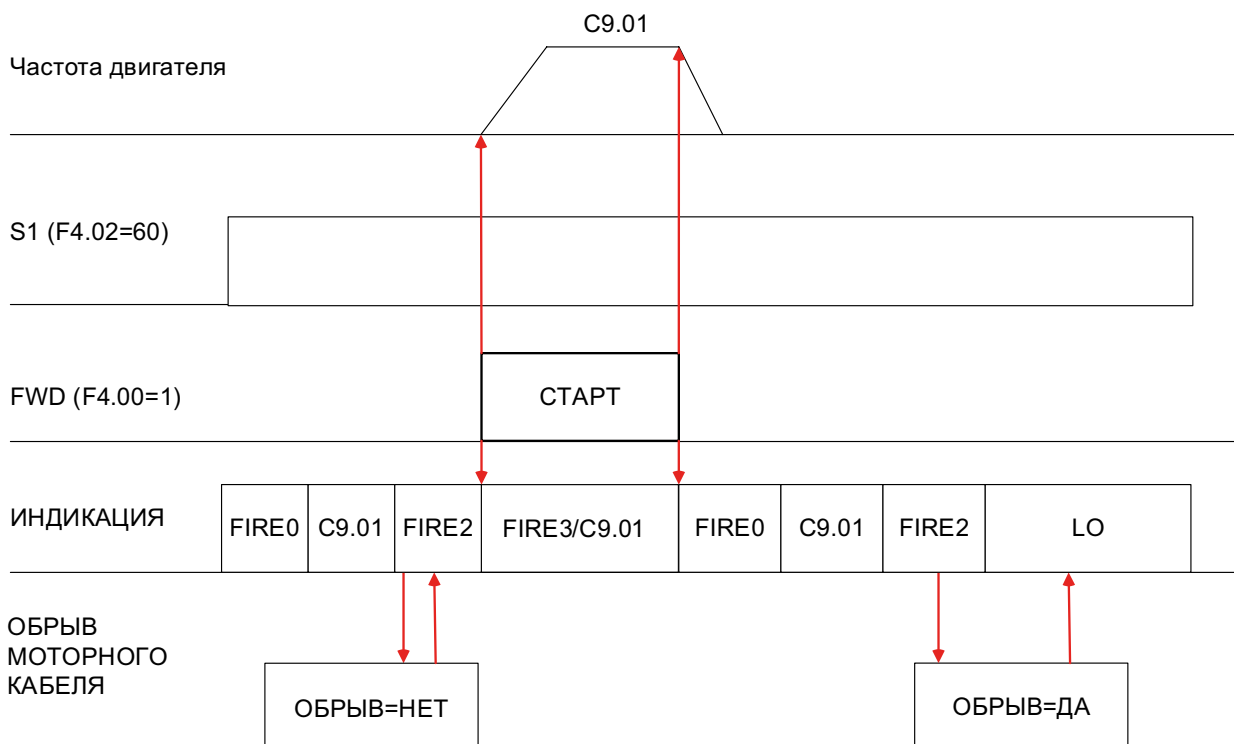 C9.01
Частота двигателя
S1 (F4.02=60)
FWD (F4.00=1)
СТАРТ
ИНДИКАЦИЯ
FIRE0
C9.01
FIRE2
FIRE3/C9.01
FIRE0
C9.01
FIRE2
LO
ОБРЫВ
МОТОРНОГО
КАБЕЛЯ
ОБРЫВ=НЕТ
ОБРЫВ=ДА